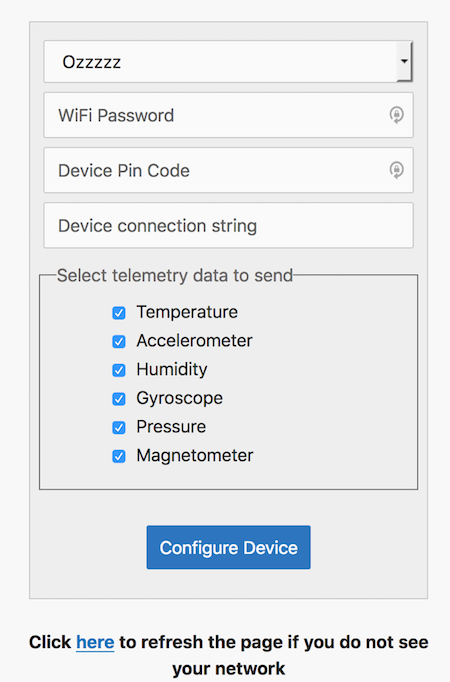 Ozzzzz
WiFi Password
Device Pin Code
Device connection string
Select telemetry data to send
Temperature
Accelerometer
Humidity
Gyroscope
Pressure
Magnetometer
Configure Device
Click here to refresh the page if you do not see
your network